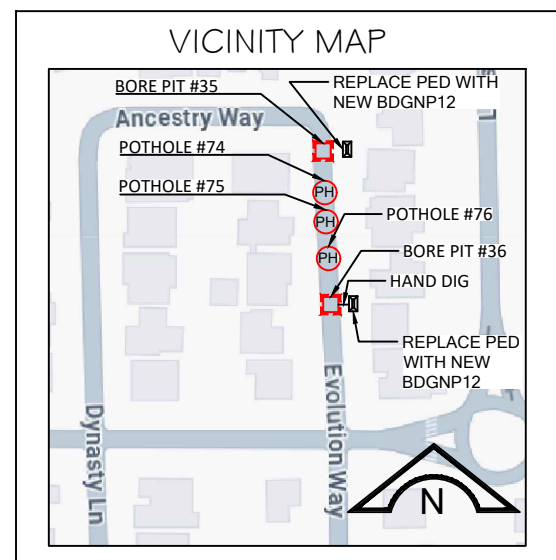 VICINITY MAP
BORE PIT #35
REPLACE PED WITH
NEW BDGNP12
Ancestry Way
POTHOLE #74
POTHOLE #75
PH
PH
PH
POTHOLE #76
BORE PIT #36
HAND DIG
REPLACE PED
WITH NEW
BDGNP12
Dynasty Ln
Evolution Way
N